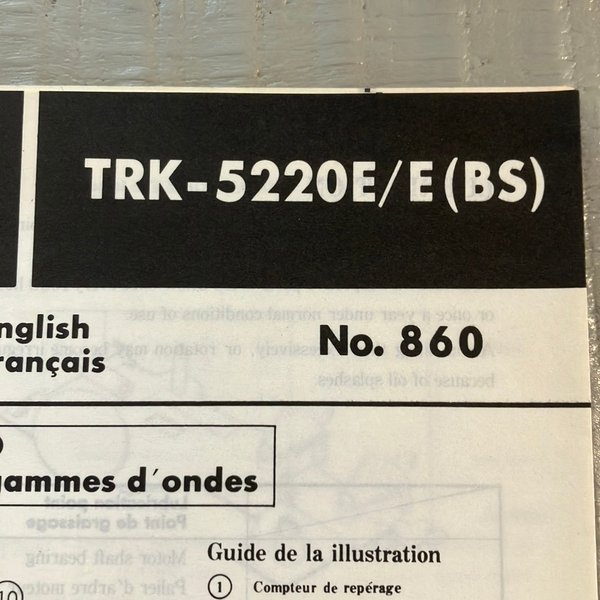 TRK-5220E/E(BS)
nglish
No. 860
rançais
gammes d'ondes
Guide de la illustration
① Compteur de repérage
10
or once a year under normal conditions of use
because of oil splashes.
Lubrication point
Point de graissage
Motor shaft bearing
Palier d'arbre moteur